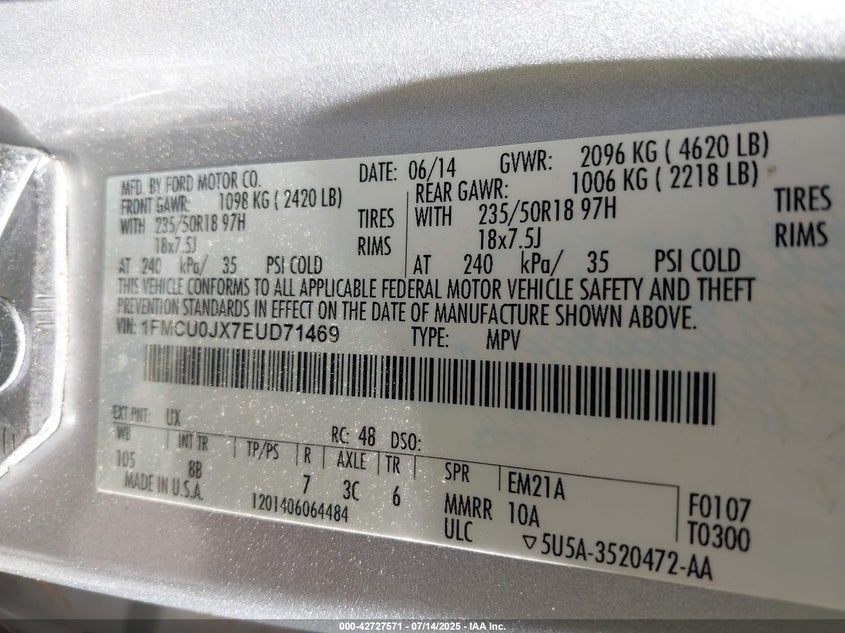 MFD. BY FORD MOTOR CO. DATE: 06/14 GVWR: 2096 KG ( 4620 LB)
FRONT GAWR: 1098 KG ( 2420 LB) REAR GAWR: 1006 KG ( 2218 LB)
WITH 235/50R18 97H TIRES WITH 235/50R18 97H TIRES
18x7.5J RIMS 18x7.5J RIMS
AT 240 kPa/ 35 PSI COLD AT 240 kPa/ 35 PSI COLD
THIS VEHICLE CONFORMS TO ALL APPLICABLE FEDERAL MOTOR VEHICLE SAFETY AND THEFT
PREVENTION STANDARDS IN EFFECT ON THE DATE OF MANUFACTURE SHOWN ABOVE.
VIN: 1FMCU0JX7EUD71469 TYPE: MPV
EXT PNT: UX RC: 48 DSO:
WB INT TR TP/PS R AXLE TR SPR EM21A
105 8B 7 3C 6 MMRR 10A F0107
MADE IN U.S.A. 1201406064484 ULC T0300
▽5U5A-3520472-AA
000-42727571 | 07/14/2025 | © IAA Inc.